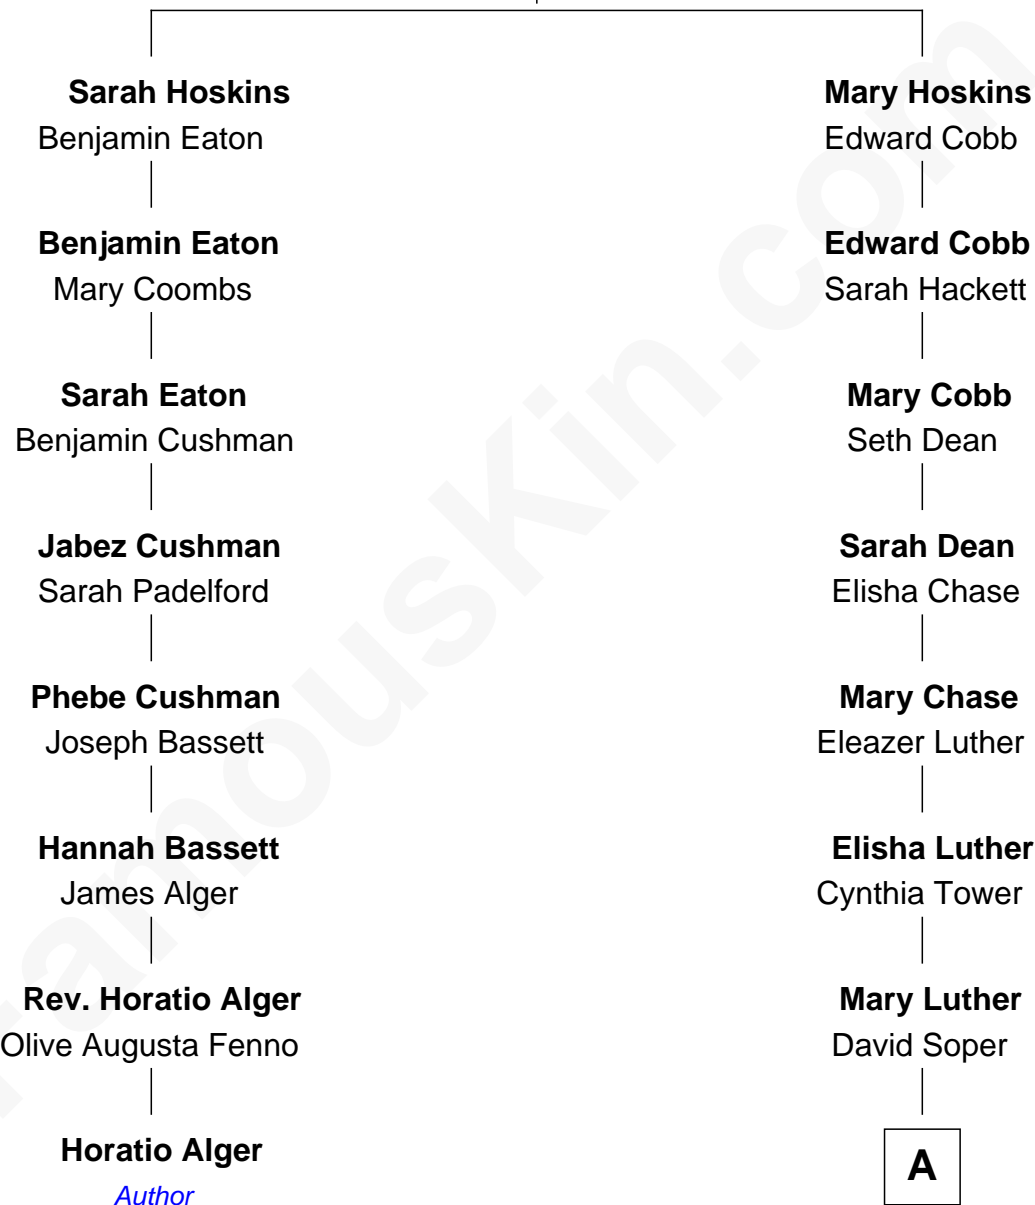 Sarah Hoskins
Benjamin Eaton
Benjamin Eaton
Mary Coombs
Sarah Eaton
Benjamin Cushman
Jabez Cushman
Sarah Padelford
Phebe Cushman
Joseph Bassett
Hannah Bassett
James Alger
Rev. Horatio Alger
Olive Augusta Fenno
Horatio Alger
Author
Mary Hoskins
Edward Cobb
Edward Cobb
Sarah Hackett
Mary Cobb
Seth Dean
Sarah Dean
Elisha Chase
Mary Chase
Eleazer Luther
Elisha Luther
Cynthia Tower
Mary Luther
David Soper
A
FamousKin.com